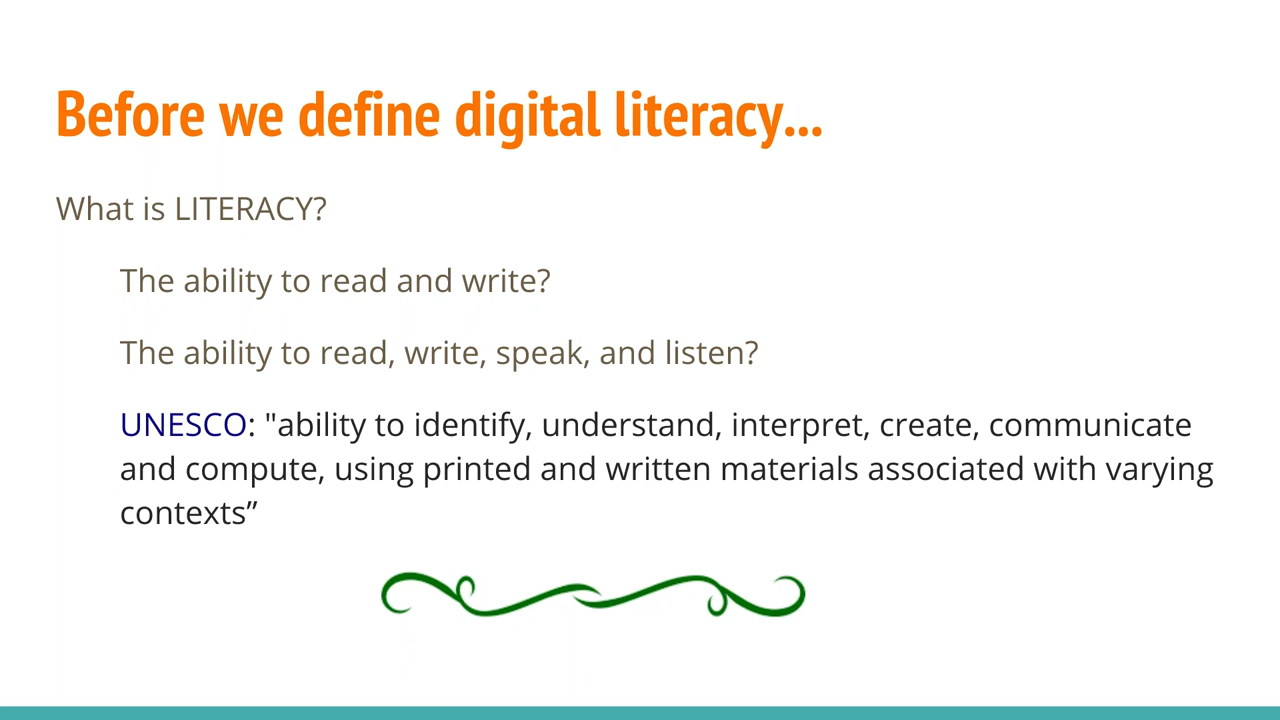 Before we define digital literacy...
What is LITERACY?
The ability to read and write?
The ability to read, write, speak, and listen?
UNESCO: "ability to identify, understand, interpret, create, communicate
and compute, using printed and written materials associated with varying
contexts”